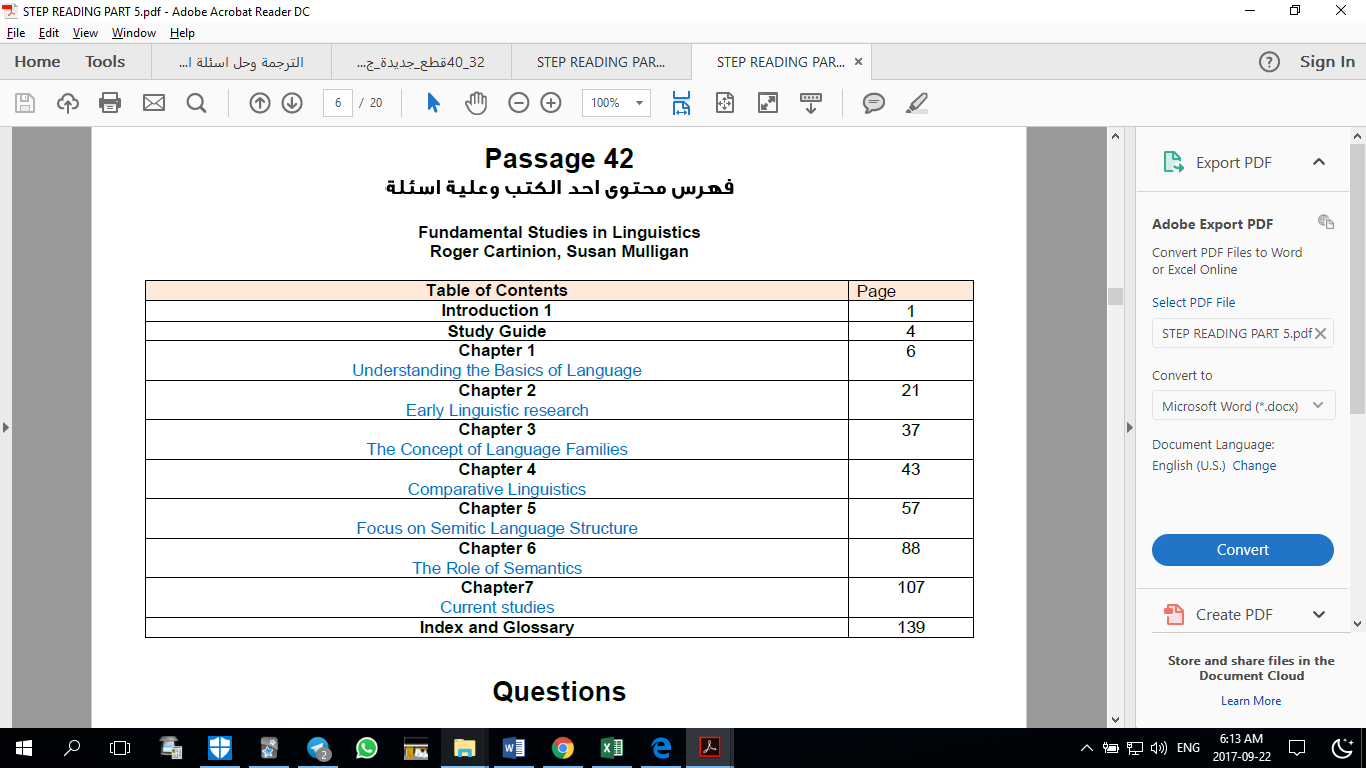 STEP READING PART 5.pdf - Adobe Acrobat Reader DC
File Edit View Window Help
Home Tools الترجمة وحل اسئلة ا... 32_40قطع_جديدة_ج... STEP READING PAR... STEP READING PAR... × Sign In
6 / 20 100%
Passage 42
فهرس محتوى احد الكتب وعلية اسئلة
Fundamental Studies in Linguistics
Roger Cartinion, Susan Mulligan
Table of Contents Page
Introduction 1 1
Study Guide 4
Chapter 1 6
Understanding the Basics of Language
Chapter 2 21
Early Linguistic research
Chapter 3 37
The Concept of Language Families
Chapter 4 43
Comparative Linguistics
Chapter 5 57
Focus on Semitic Language Structure
Chapter 6 88
The Role of Semantics
Chapter7 107
Current studies
Index and Glossary 139
Questions
Export PDF
Adobe Export PDF
Convert PDF Files to Word
or Excel Online
Select PDF File
STEP READING PART 5.pdf
Convert to
Microsoft Word (*.docx)
Document Language:
English (U.S.) Change
Convert
Create PDF
Store and share files in the
Document Cloud
Learn More
2
ENG
6:13 AM
2017-09-22